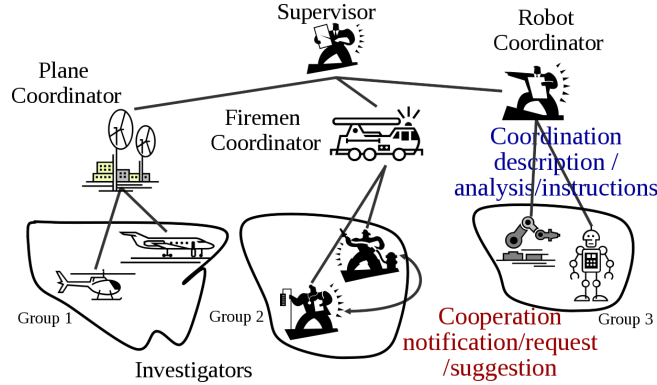 Supervisor
Robot
Coordinator
Plane
Coordinator
Firemen
Coordinator
Coordination
description /
analysis/instructions
Group 1
Group 2
Group 3
Cooperation
notification/request
/suggestion
Investigators